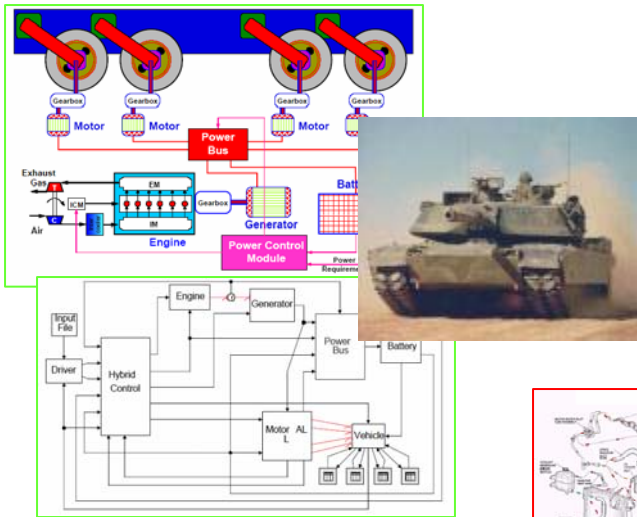 Gearbox
Gearbox
Gearbox
Gearbox
Motor
Motor
Motor
Power
Bus
Exhaust
Gas
T
ICM
EM
IM
C
Air
Engine
Gearbox
Generator
Batt
Power Control
Module
Power
Requirem
Input
File
Driver
Hybrid
Control
Engine
Generator
Power
Bus
Battery
Motor AL
L
Vehicle